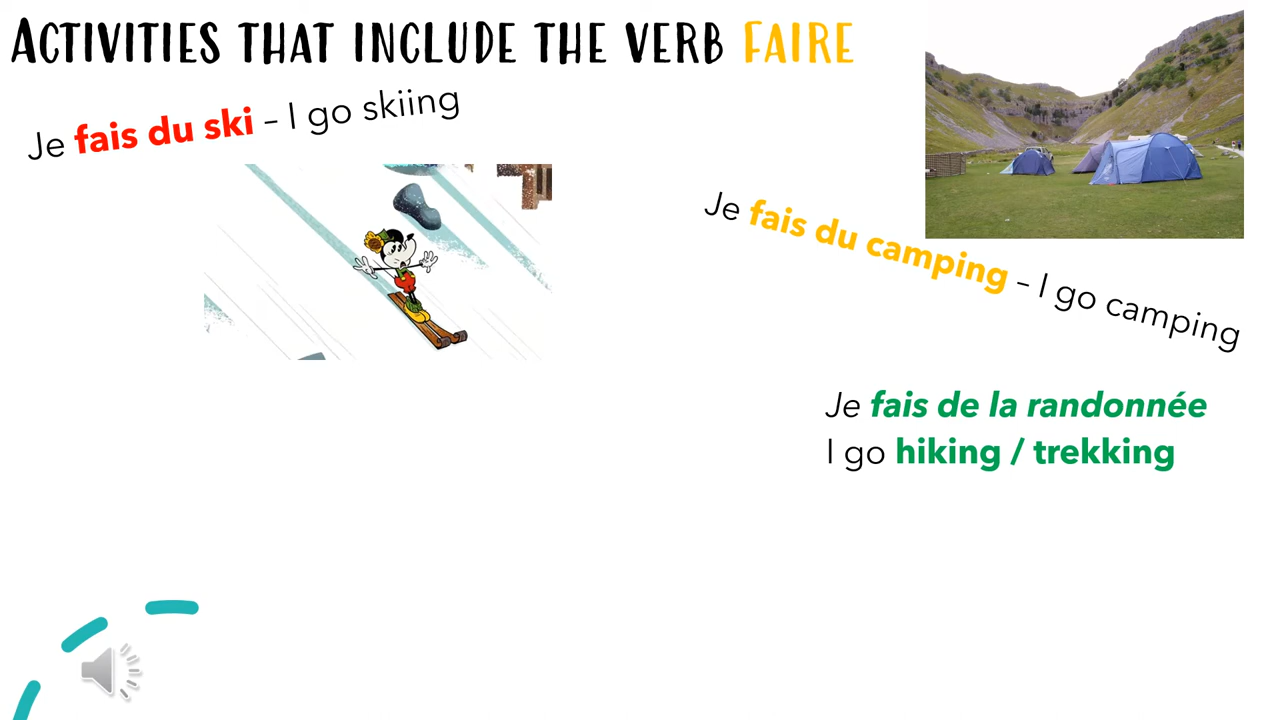 ACTIVITIES THAT INCLUDE THE VERB FAIRE
Je fais du ski – I go skiing
Je fais du camping – I go camping
Je fais de la randonnée
I go hiking / trekking